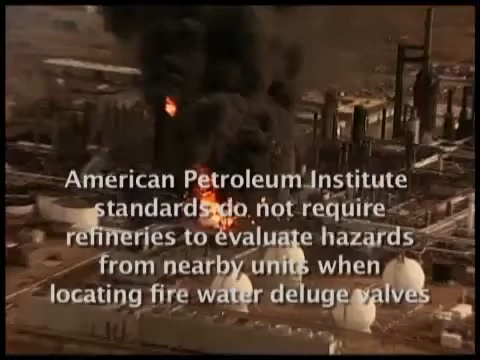 American Petroleum Institute
standards do not require
refineries to evaluate hazards
from nearby units when
locating fire water deluge valves